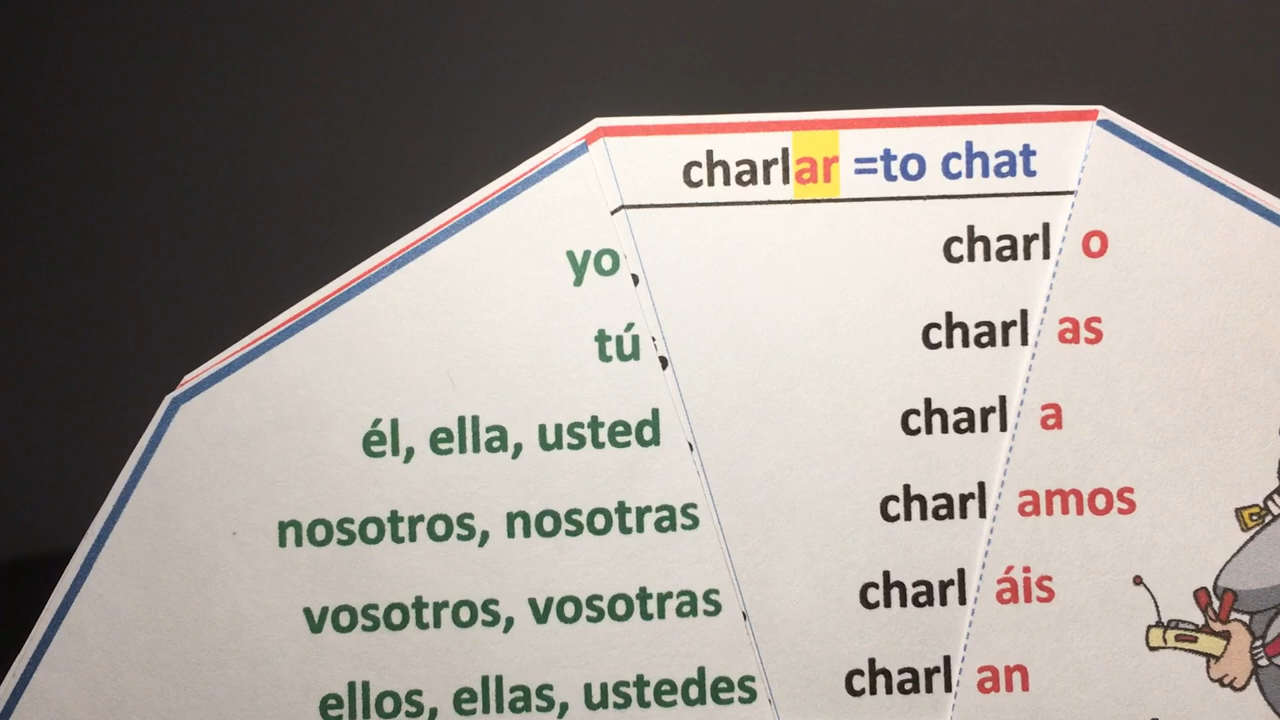 charlar =to chat
yo charl o
tú charl as
él, ella, usted charl a
nosotros, nosotras charl amos
vosotros, vosotras charl áis
ellos, ellas, ustedes charl an